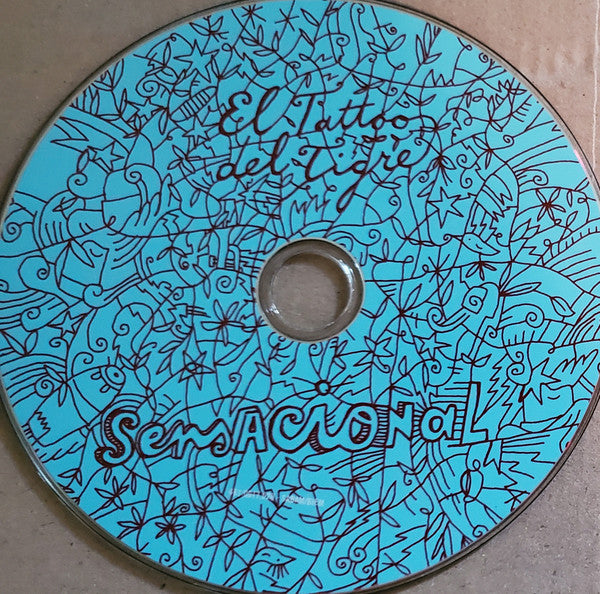 El Tattoo
del Tigre
SensACIONaL